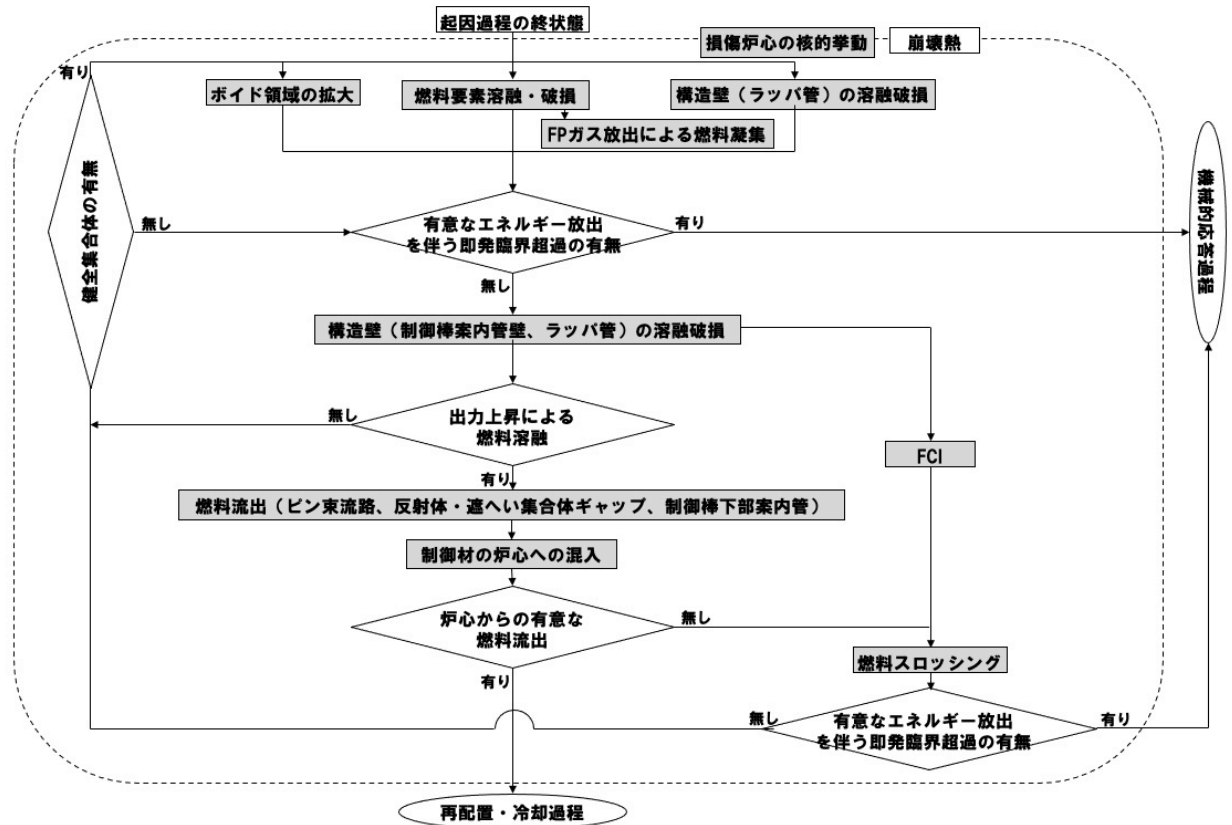 起因過程の終状態
損傷炉心の核的挙動
崩壊熱
有り
ボイド領域の拡大
燃料要素溶融・破損
構造壁（ラッパ管）の溶融破損
FPガス放出による燃料凝集
健全集合体の有無
機械的応答過程
無し
有意なエネルギー放出
を伴う即発臨界超過の有無
有り
無し
構造壁（制御棒案内管壁、ラッパ管）の溶融破損
無し
出力上昇による
燃料溶融
有り
FCI
燃料流出（ピン束流路、反射体・遮へい集合体ギャップ、制御棒下部案内管）
制御材の炉心への混入
炉心からの有意な
燃料流出
無し
有り
燃料スロッシング
無し
有意なエネルギー放出
を伴う即発臨界超過の有無
有り
再配置・冷却過程